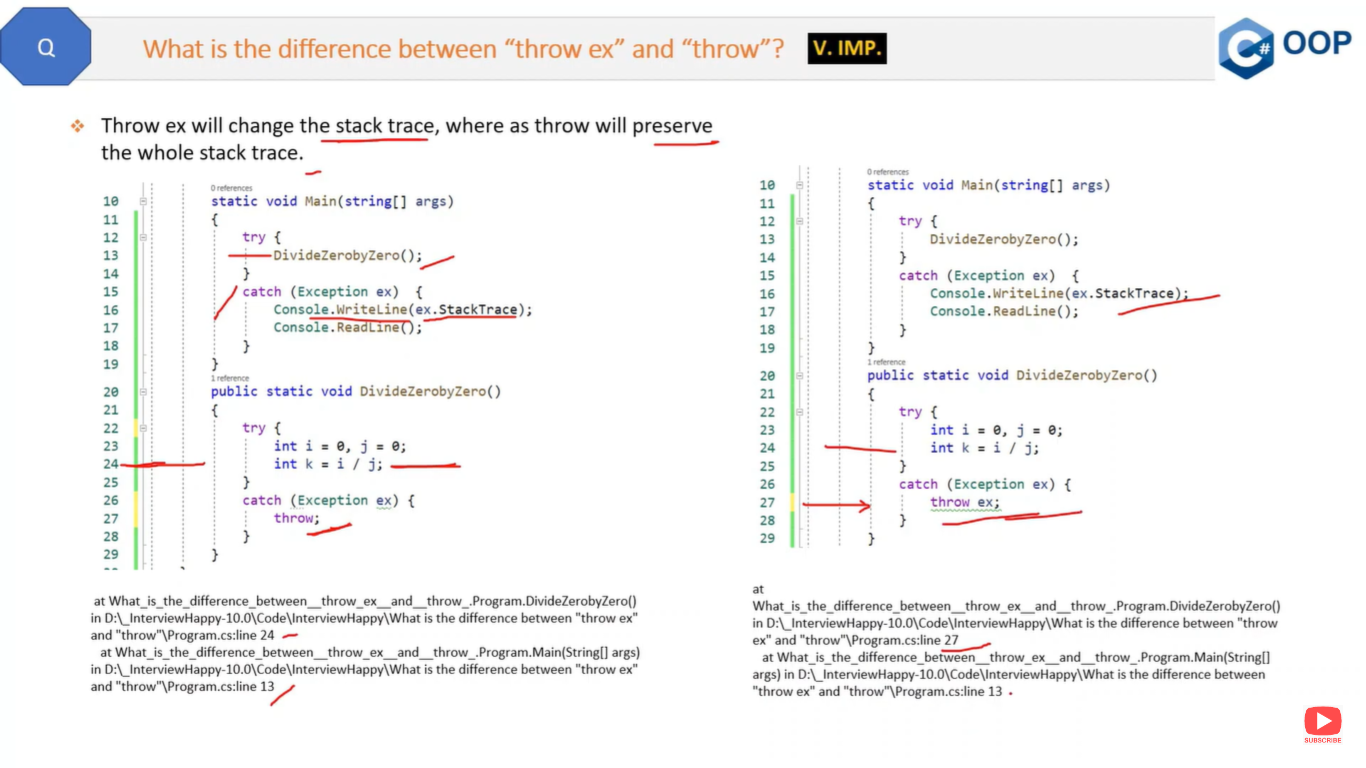 Q
What is the difference between “throw ex” and “throw”?
V. IMP.
C#
OOP
❖ Throw ex will change the stack trace, where as throw will preserve
the whole stack trace.
0 references
10 static void Main(string[] args)
11 {
12 try {
13 DivideZerobyZero();
14 }
15 catch (Exception ex) {
16 Console.WriteLine(ex.StackTrace);
17 Console.ReadLine();
18 }
19 }
1 reference
20 public static void DivideZerobyZero()
21 {
22 try {
23 int i = 0, j = 0;
24 int k = i / j;
25 }
26 catch (Exception ex) {
27 throw;
28 }
29 }
at What_is_the_difference_between__throw_ex__and__throw_.Program.DivideZerobyZero()
in D:\_InterviewHappy-10.0\Code\InterviewHappy\What is the difference between "throw ex"
and "throw"\Program.cs:line 24
at What_is_the_difference_between__throw_ex__and__throw_.Program.Main(String[] args)
in D:\_InterviewHappy-10.0\Code\InterviewHappy\What is the difference between "throw ex"
and "throw"\Program.cs:line 13
0 references
10 static void Main(string[] args)
11 {
12 try {
13 DivideZerobyZero();
14 }
15 catch (Exception ex) {
16 Console.WriteLine(ex.StackTrace);
17 Console.ReadLine();
18 }
19 }
1 reference
20 public static void DivideZerobyZero()
21 {
22 try {
23 int i = 0, j = 0;
24 int k = i / j;
25 }
26 catch (Exception ex) {
27 throw ex;
28 }
29 }
at
What_is_the_difference_between__throw_ex__and__throw_.Program.DivideZerobyZero()
in D:\_InterviewHappy-10.0\Code\InterviewHappy\What is the difference between "throw
ex" and "throw"\Program.cs:line 27
at What_is_the_difference_between__throw_ex__and__throw_.Program.Main(String[]
args) in D:\_InterviewHappy-10.0\Code\InterviewHappy\What is the difference between
"throw ex" and "throw"\Program.cs:line 13
SUBSCRIBE